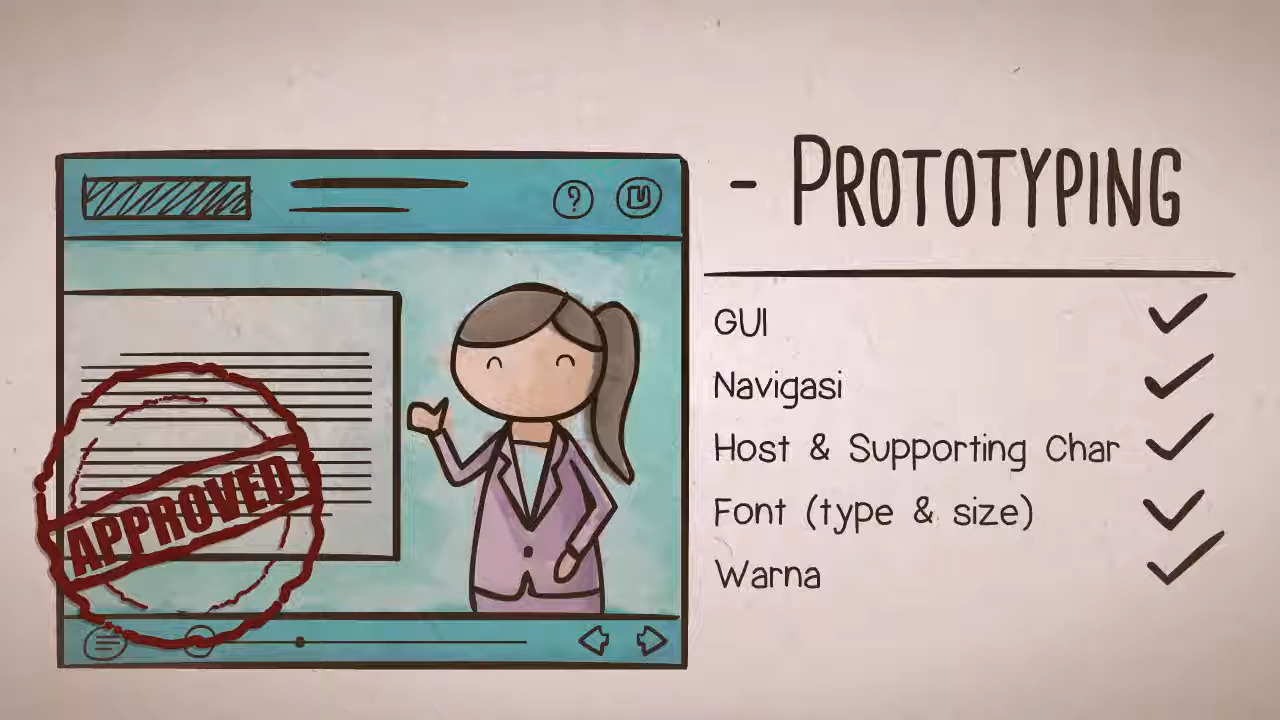 - PROTOTYPING
GUI
Navigasi
Host & Supporting Char
Font (type & size)
Warna
?
APPROVED